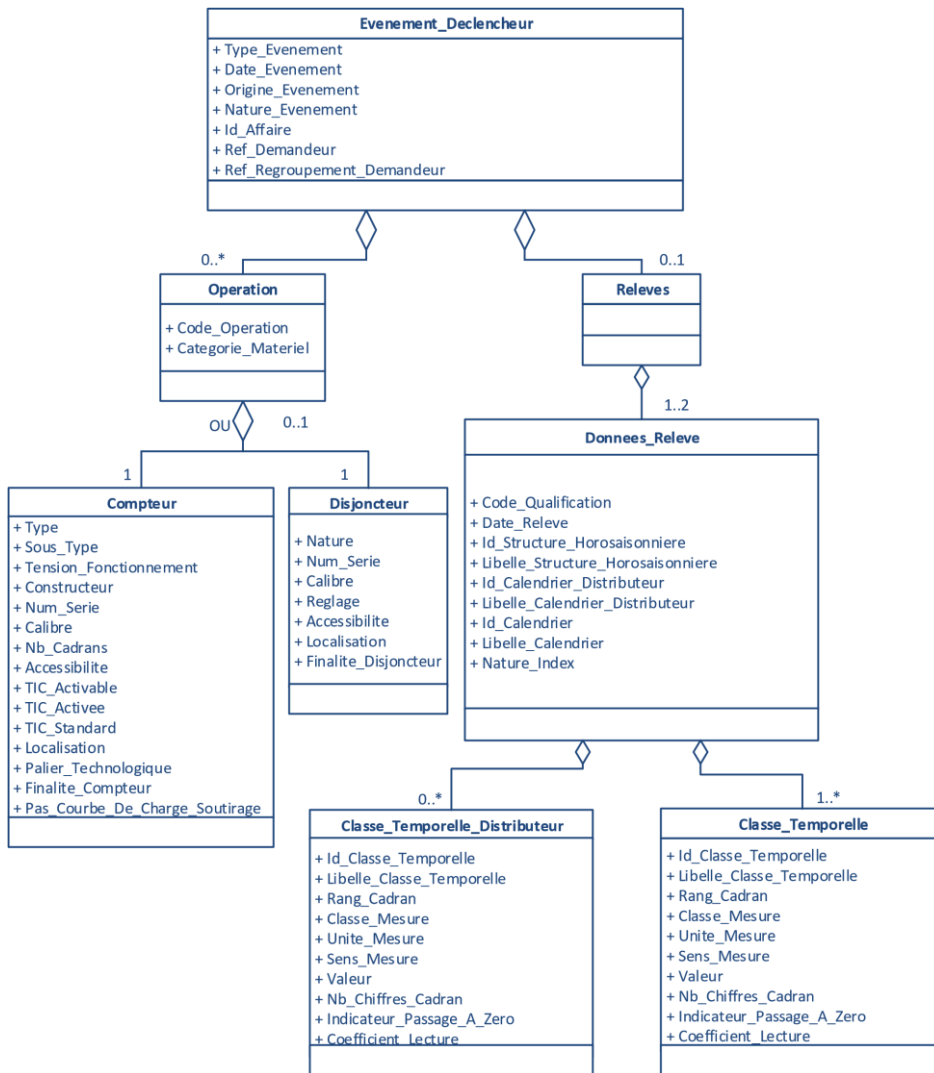 Evenement_Declencheur
+ Type_Evenement
+ Date_Evenement
+ Origine_Evenement
+ Nature_Evenement
+ Id_Affaire
+ Ref_Demandeur
+ Ref_Regroupement_Demandeur
0..*
0..1
Operation
+ Code_Operation
+ Categorie_Materiel
Releves
OU
0..1
1..2
1
1
Compteur
+ Type
+ Sous_Type
+ Tension_Fonctionnement
+ Constructeur
+ Num_Serie
+ Calibre
+ Nb_Cadrans
+ Accessibilite
+ TIC_Activable
+ TIC_Activee
+ TIC_Standard
+ Localisation
+ Palier_Technologique
+ Finalite_Compteur
+ Pas_Courbe_De_Charge_Soutirage
Disjoncteur
+ Nature
+ Num_Serie
+ Calibre
+ Reglage
+ Accessibilite
+ Localisation
+ Finalite_Disjoncteur
Donnees_Releve
+ Code_Qualification
+ Date_Releve
+ Id_Structure_Horosaisonniere
+ Libelle_Structure_Horosaisonniere
+ Id_Calendrier_Distributeur
+ Libelle_Calendrier_Distributeur
+ Id_Calendrier
+ Libelle_Calendrier
+ Nature_Index
0..*
1..*
Classe_Temporelle_Distributeur
+ Id_Classe_Temporelle
+ Libelle_Classe_Temporelle
+ Rang_Cadran
+ Classe_Mesure
+ Unite_Mesure
+ Sens_Mesure
+ Valeur
+ Nb_Chiffres_Cadran
+ Indicateur_Passage_A_Zero
+ Coefficient_Lecture
Classe_Temporelle
+ Id_Classe_Temporelle
+ Libelle_Classe_Temporelle
+ Rang_Cadran
+ Classe_Mesure
+ Unite_Mesure
+ Sens_Mesure
+ Valeur
+ Nb_Chiffres_Cadran
+ Indicateur_Passage_A_Zero
+ Coefficient_Lecture